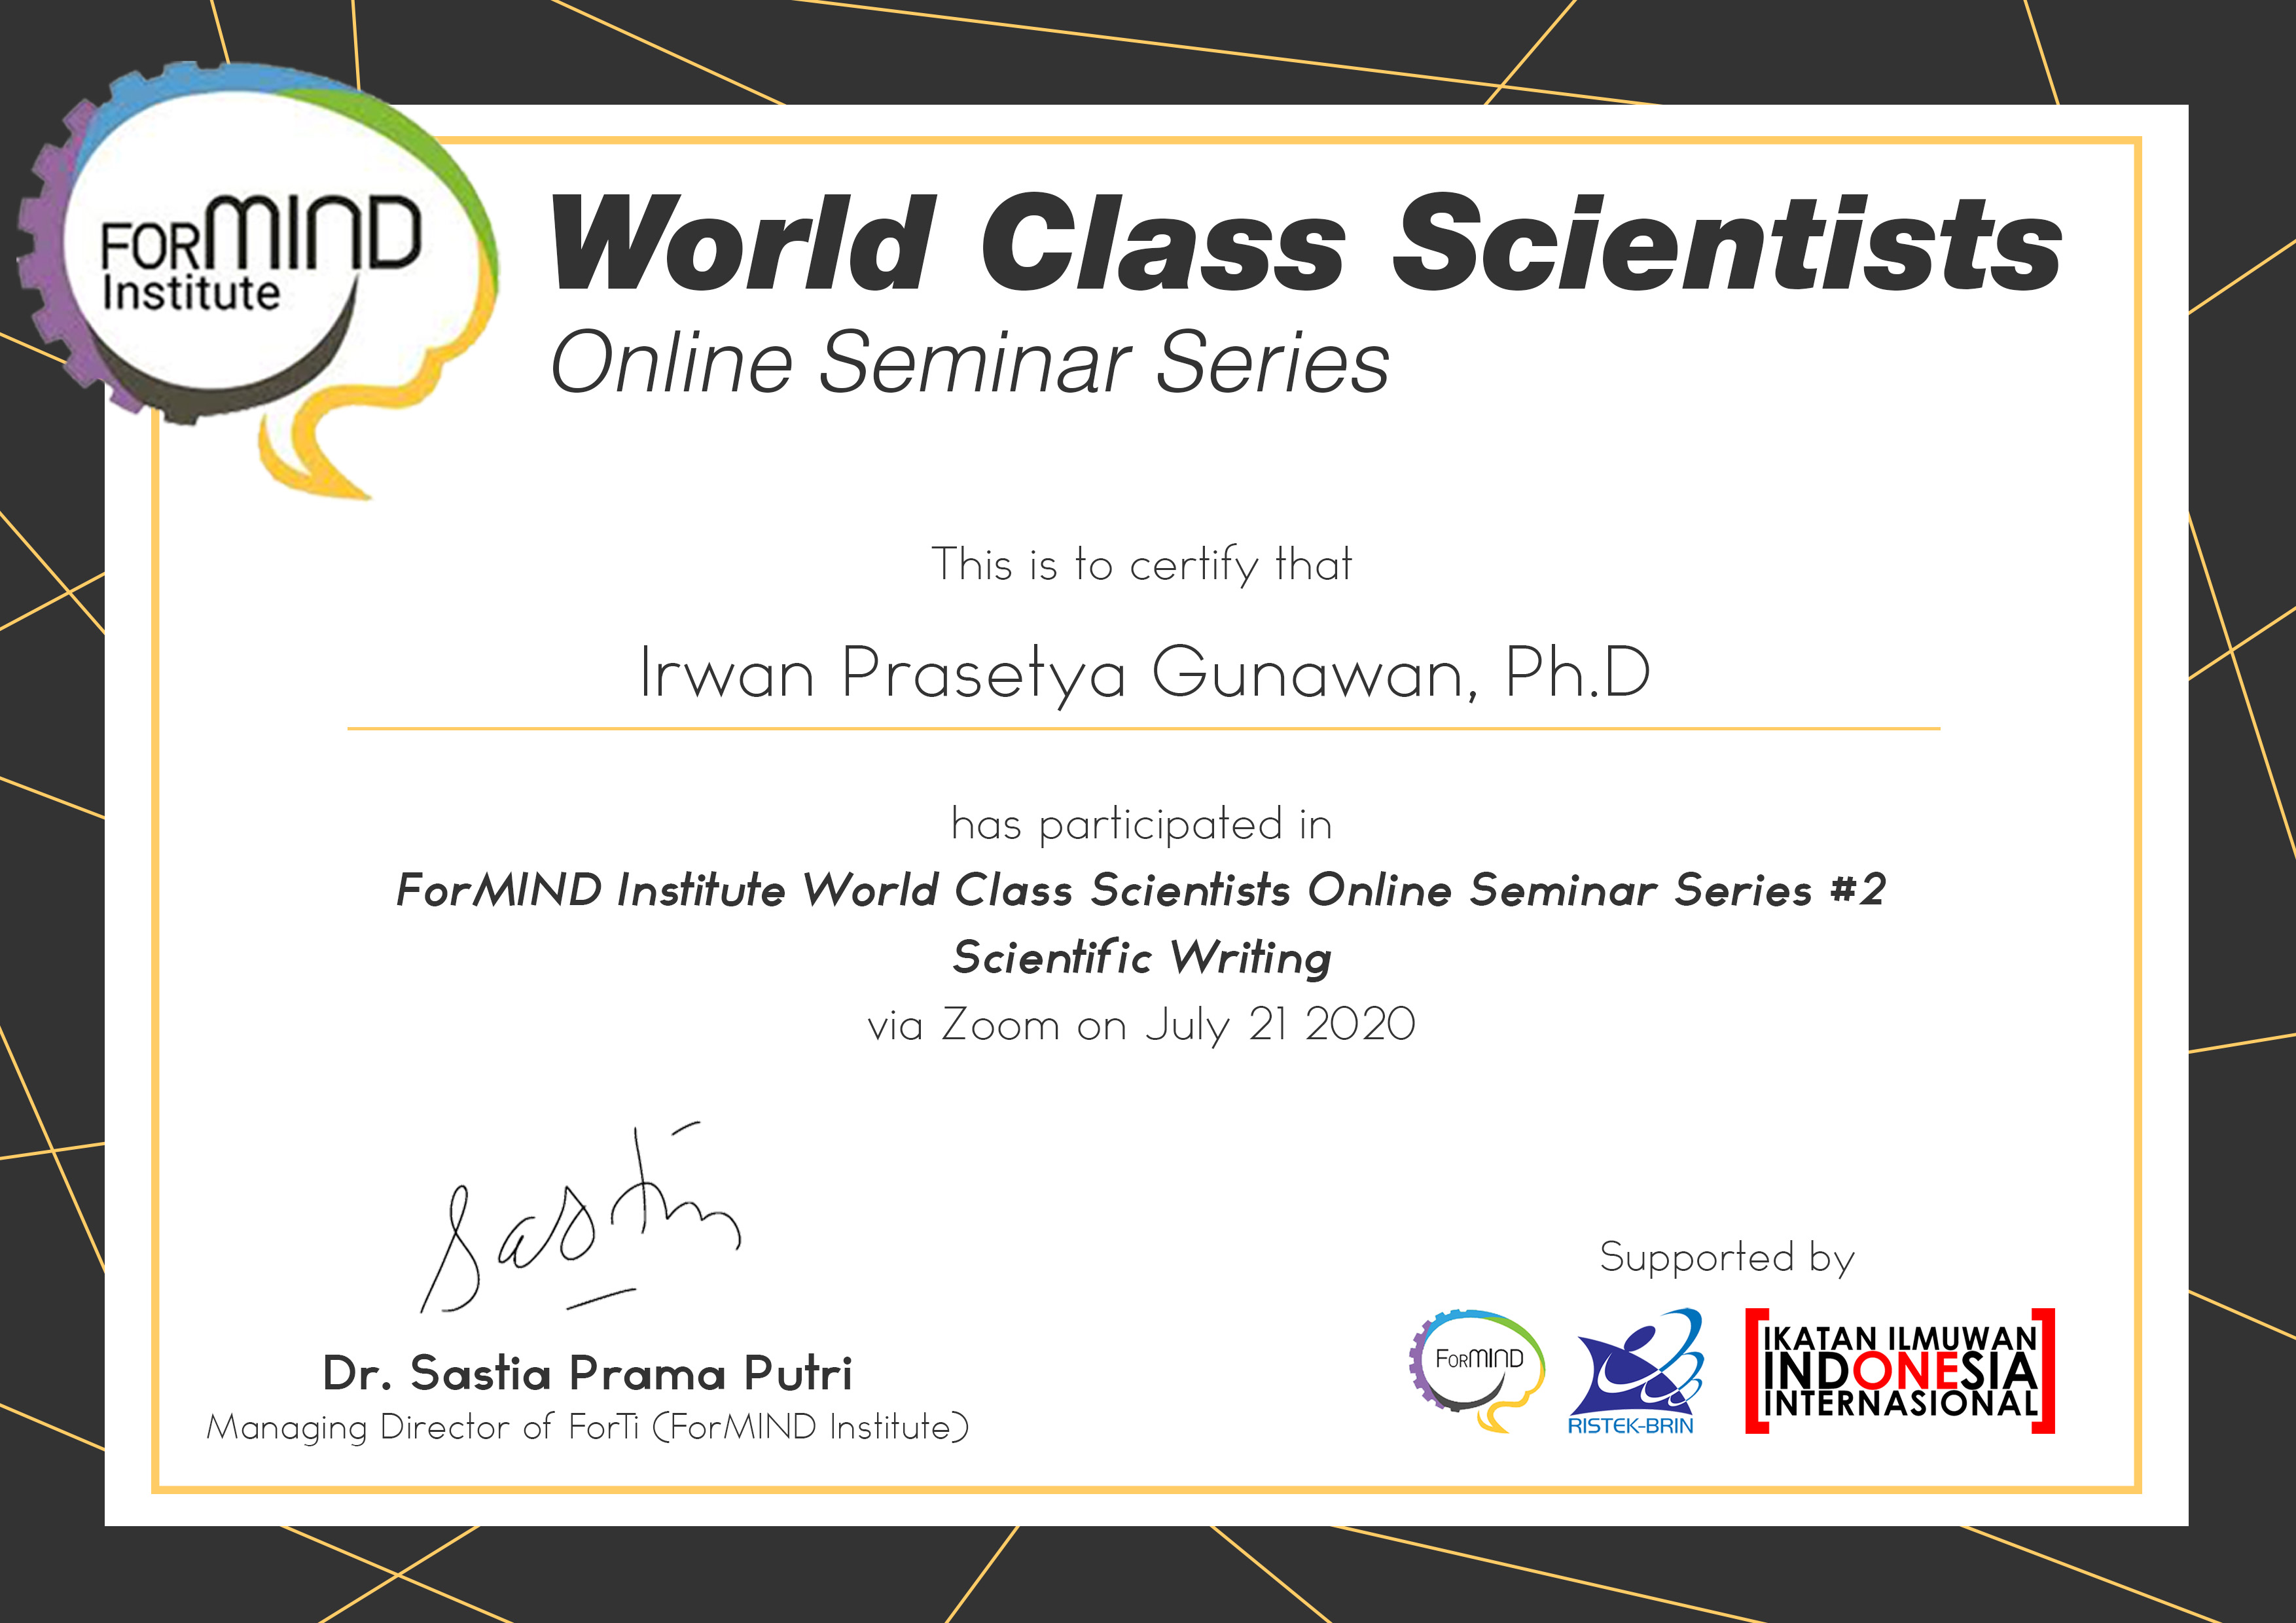 FORMIND
Institute
World Class Scientists
Online Seminar Series
This is to certify that
Irwan Prasetya Gunawan, Ph.D
has participated in
ForMIND Institute World Class Scientists Online Seminar Series #2
Scientific Writing
via Zoom on July 21 2020
Sastia
Dr. Sastia Prama Putri
Managing Director of ForTi (ForMIND Institute)
Supported by
FORMIND
RISTEK-BRIN
IKATAN ILMUWAN
INDONESIA
INTERNASIONAL